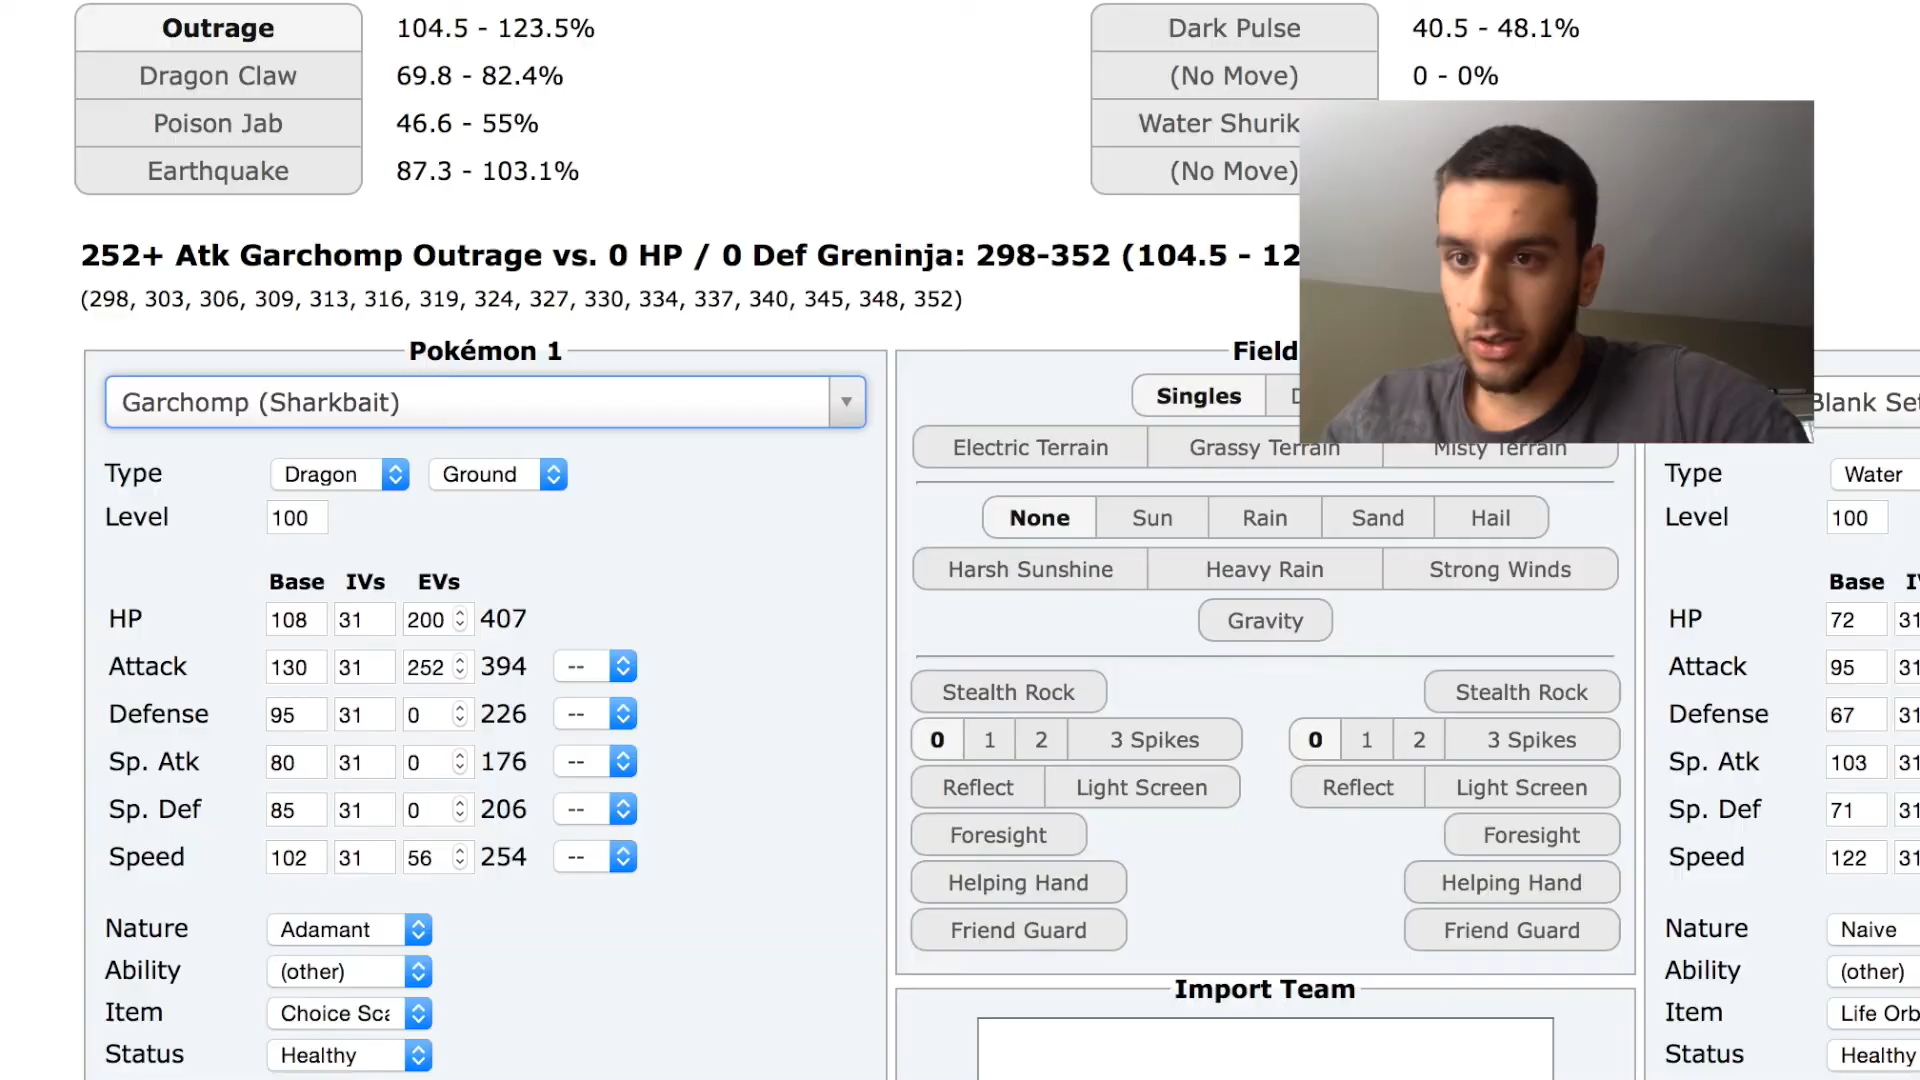 Outrage 104.5 - 123.5%
Dragon Claw 69.8 - 82.4%
Poison Jab 46.6 - 55%
Earthquake 87.3 - 103.1%
Dark Pulse 40.5 - 48.1%
(No Move) 0 - 0%
Water Shurik
(No Move)
252+ Atk Garchomp Outrage vs. 0 HP / 0 Def Greninja: 298-352 (104.5 - 12
(298, 303, 306, 309, 313, 316, 319, 324, 327, 330, 334, 337, 340, 345, 348, 352)
Pokémon 1
Garchomp (Sharkbait)
Type Dragon Ground
Level 100
Base IVs EVs
HP 108 31 200 407
Attack 130 31 252 394 --
Defense 95 31 0 226 --
Sp. Atk 80 31 0 176 --
Sp. Def 85 31 0 206 --
Speed 102 31 56 254 --
Nature Adamant
Ability (other)
Item Choice Sca
Status Healthy
Field
Singles D
Electric Terrain Grassy Terrain Misty Terrain
None Sun Rain Sand Hail
Harsh Sunshine Heavy Rain Strong Winds
Gravity
Stealth Rock Stealth Rock
0 1 2 3 Spikes 0 1 2 3 Spikes
Reflect Light Screen Reflect Light Screen
Foresight Foresight
Helping Hand Helping Hand
Friend Guard Friend Guard
Import Team
Blank Set
Type Water
Level 100
Base IV
HP 72 31
Attack 95 31
Defense 67 31
Sp. Atk 103 31
Sp. Def 71 31
Speed 122 31
Nature Naive
Ability (other)
Item Life Orb
Status Healthy